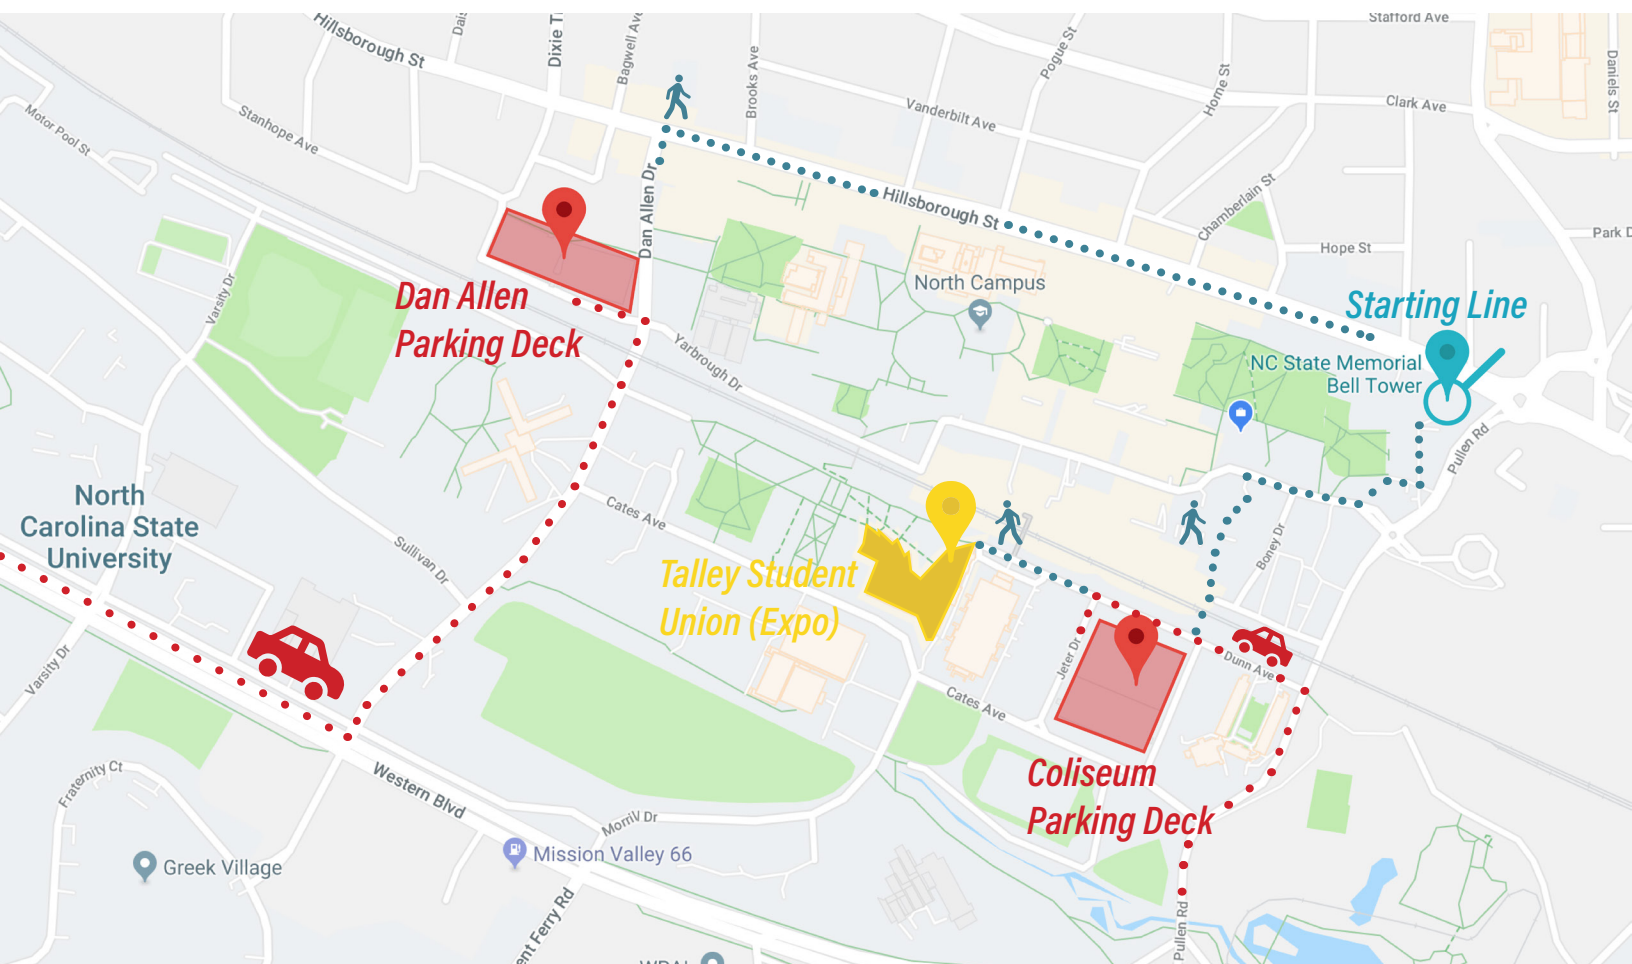 Stafford Ave
Hillsborough St
Dixie T
Bagwell Ave
Brooks Ave
Pogue St
Horne St
Daniels St
Clark Ave
Vanderbilt Ave
Motor Pool St
Stanhope Ave
Dan Allen Dr
Hillsborough St
Chamberlain St
Park D
Hope St
Varsity Dr
Dan Allen
Parking Deck
North Campus
Starting Line
NC State Memorial
Bell Tower
Yarbrough Dr
Pullen Rd
North
Carolina State
University
Cates Ave
Sullivan Dr
Boney Dr
Talley Student
Union (Expo)
Varsity Dr
Jeter Dr
Dunn Ave
Cates Ave
Coliseum
Parking Deck
Fraternity Ct
Western Blvd
Morrill Dr
Mission Valley 66
Greek Village
ent Ferry Rd
Pullen Rd